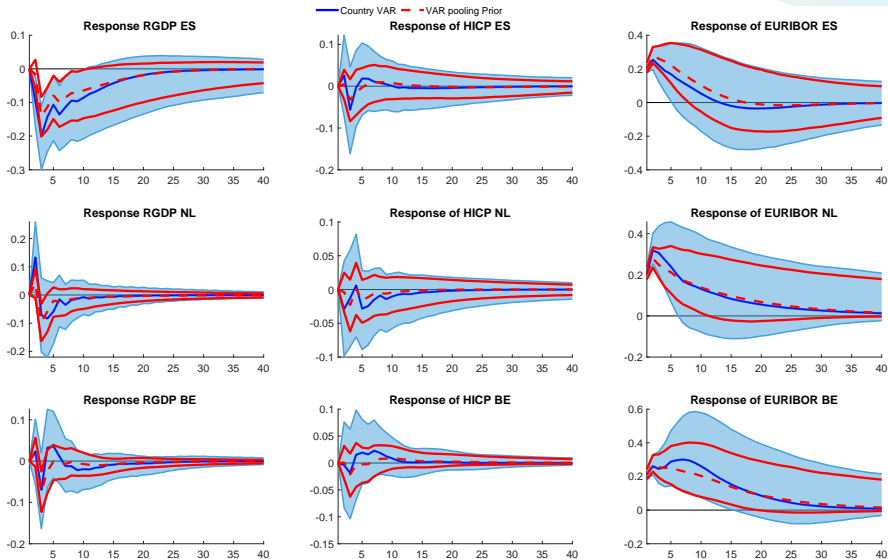 Country VAR VAR pooling Prior
Response RGDP ES
0.1
0
-0.1
-0.2
-0.3
5 10 15 20 25 30 35 40
Response of HICP ES
0.1
0
-0.1
-0.2
5 10 15 20 25 30 35 40
Response of EURIBOR ES
0.4
0.2
0
-0.2
-0.4
5 10 15 20 25 30 35 40
Response RGDP NL
0.2
0.1
0
-0.1
-0.2
5 10 15 20 25 30 35 40
Response of HICP NL
0.1
0.05
0
-0.05
-0.1
5 10 15 20 25 30 35 40
Response of EURIBOR NL
0.4
0.2
0
-0.2
5 10 15 20 25 30 35 40
Response RGDP BE
0.1
0
-0.1
-0.2
5 10 15 20 25 30 35 40
Response of HICP BE
0.1
0.05
0
-0.05
-0.1
-0.15
5 10 15 20 25 30 35 40
Response of EURIBOR BE
0.6
0.4
0.2
0
-0.2
5 10 15 20 25 30 35 40